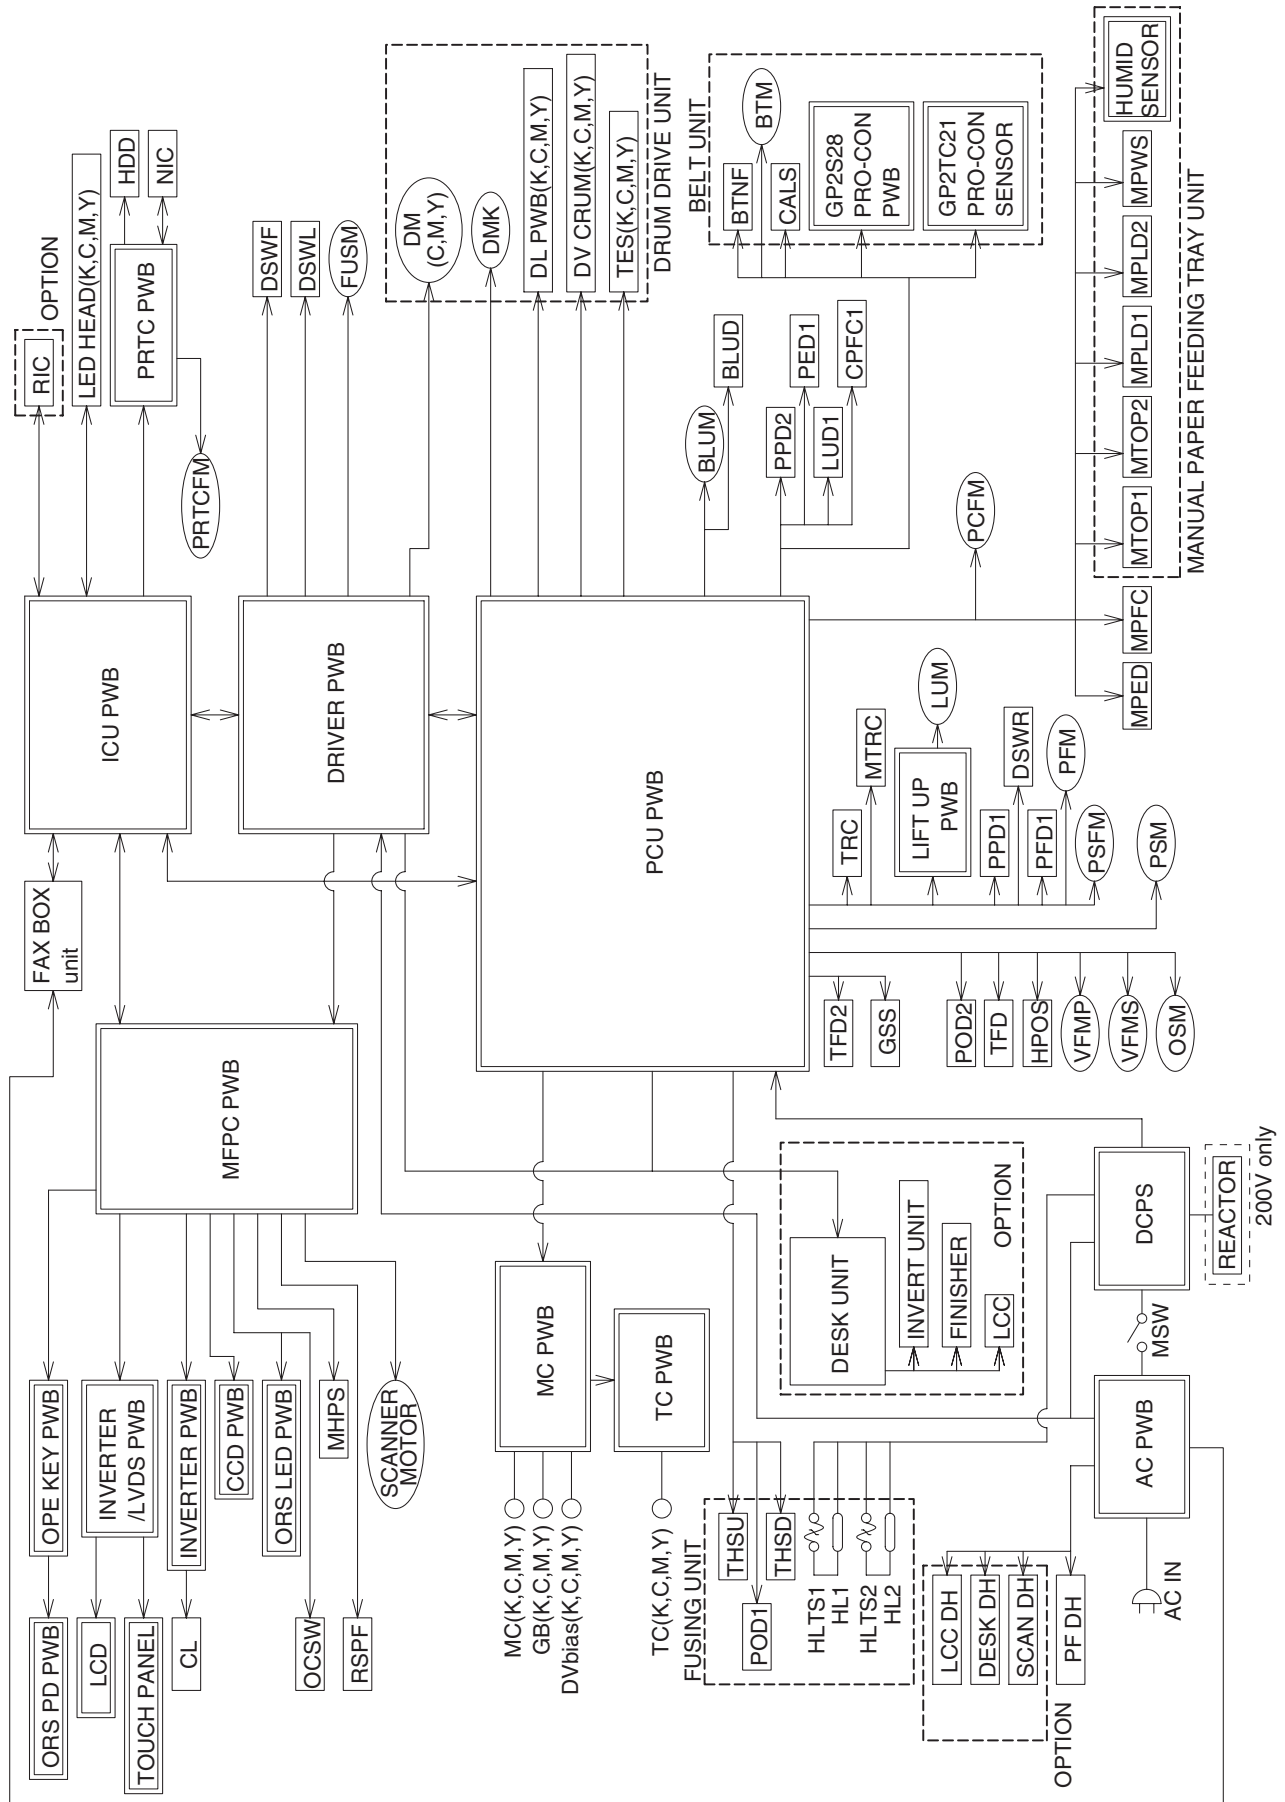 ORS PD PWB
LCD
TOUCH PANEL
CL
OCSW
RSPF
OPE KEY PWB
INVERTER
/LVDS PWB
INVERTER PWB
CCD PWB
ORS LED PWB
MHPS
SCANNER
MOTOR
MFPC PWB
FAX BOX
unit
ICU PWB
RIC
OPTION
LED HEAD(K,C,M,Y)
PRTC PWB
HDD
NIC
PRTCFM
DRIVER PWB
DSWF
DSWL
FUSM
DM
(C,M,Y)
DMK
DL PWB(K,C,M,Y)
DV CRUM(K,C,M,Y)
TES(K,C,M,Y)
DRUM DRIVE UNIT
PCU PWB
BLUM
BLUD
BELT UNIT
BTNF
BTM
CALS
GP2S28
PRO-CON
PWB
GP2TC21
PRO-CON
SENSOR
PPD2
PED1
LUD1
CPFC1
PCFM
MC PWB
MC(K,C,M,Y)
GB(K,C,M,Y)
DVbias(K,C,M,Y)
TC PWB
TC(K,C,M,Y)
FUSING UNIT
THSU
POD1
THSD
HLTS1
HL1
HLTS2
HL2
DESK UNIT
INVERT UNIT
FINISHER
LCC
OPTION
TFD2
GSS
POD2
TFD
HPOS
VFMP
VFMS
OSM
TRC
MTRC
LIFT UP
PWB
LUM
PPD1
DSWR
PFD1
PFM
PSFM
PSM
MPED
MPFC
MTOP1
MTOP2
MPLD1
MPLD2
MPWS
HUMID
SENSOR
MANUAL PAPER FEEDING TRAY UNIT
LCC DH
DESK DH
SCAN DH
OPTION
PF DH
AC IN
AC PWB
MSW
DCPS
REACTOR
200V only